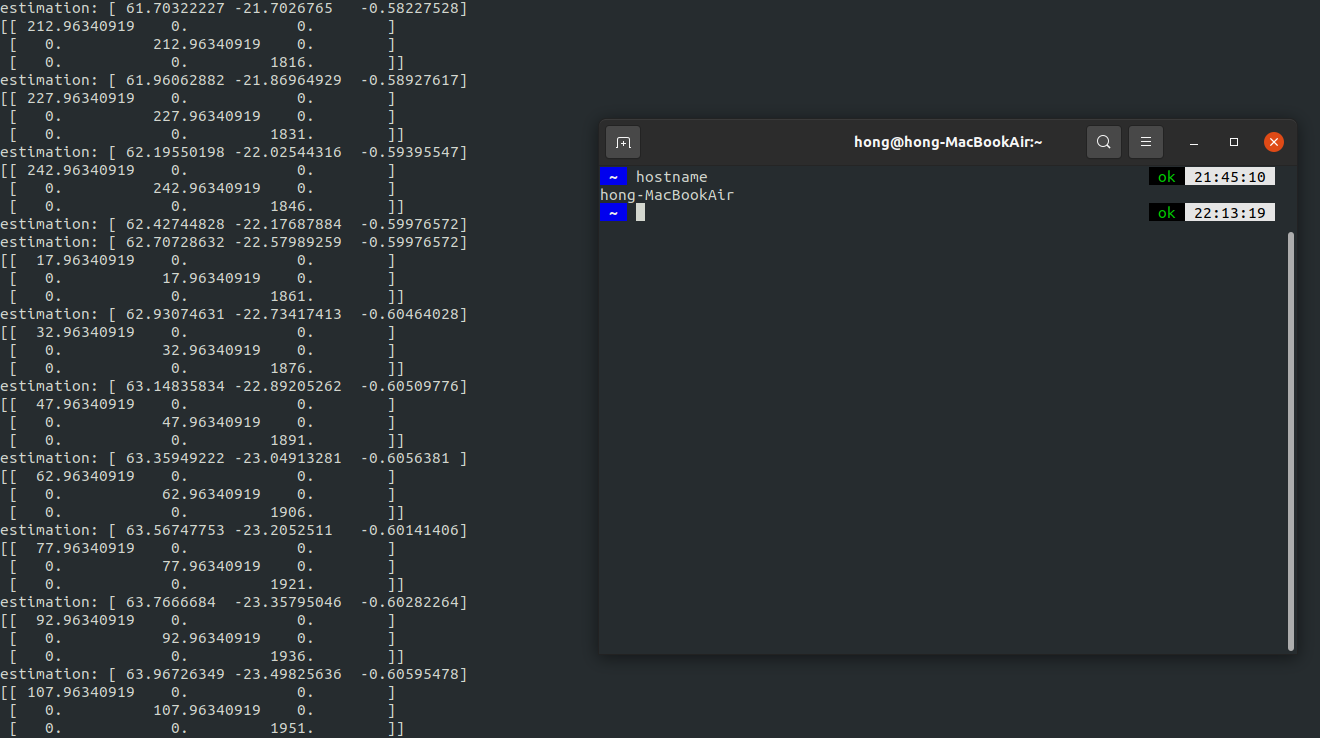 estimation: [ 61.70322227 -21.7026765   -0.58227528]
[[ 212.96340919    0.            0.        ]
 [   0.          212.96340919    0.        ]
 [   0.            0.         1816.        ]]
estimation: [ 61.96062882 -21.86964929  -0.58927617]
[[ 227.96340919    0.            0.        ]
 [   0.          227.96340919    0.        ]
 [   0.            0.         1831.        ]]
estimation: [ 62.19550198 -22.02544316  -0.59395547]
[[ 242.96340919    0.            0.        ]
 [   0.          242.96340919    0.        ]
 [   0.            0.         1846.        ]]
estimation: [ 62.42744828 -22.17687884  -0.59976572]
estimation: [ 62.70728632 -22.57989259  -0.59976572]
[[  17.96340919    0.            0.        ]
 [   0.           17.96340919    0.        ]
 [   0.            0.         1861.        ]]
estimation: [ 62.93074631 -22.73417413  -0.60464028]
[[  32.96340919    0.            0.        ]
 [   0.           32.96340919    0.        ]
 [   0.            0.         1876.        ]]
estimation: [ 63.14835834 -22.89205262  -0.60509776]
[[  47.96340919    0.            0.        ]
 [   0.           47.96340919    0.        ]
 [   0.            0.         1891.        ]]
estimation: [ 63.35949222 -23.04913281  -0.6056381 ]
[[  62.96340919    0.            0.        ]
 [   0.           62.96340919    0.        ]
 [   0.            0.         1906.        ]]
estimation: [ 63.56747753 -23.2052511   -0.60141406]
[[  77.96340919    0.            0.        ]
 [   0.           77.96340919    0.        ]
 [   0.            0.         1921.        ]]
estimation: [ 63.7666684  -23.35795046  -0.60282264]
[[  92.96340919    0.            0.        ]
 [   0.           92.96340919    0.        ]
 [   0.            0.         1936.        ]]
estimation: [ 63.96726349 -23.49825636  -0.60595478]
[[ 107.96340919    0.            0.        ]
 [   0.          107.96340919    0.        ]
 [   0.            0.         1951.        ]]
hong@hong-MacBookAir:~
~ hostname ok 21:45:10
hong-MacBookAir
~ ok 22:13:19